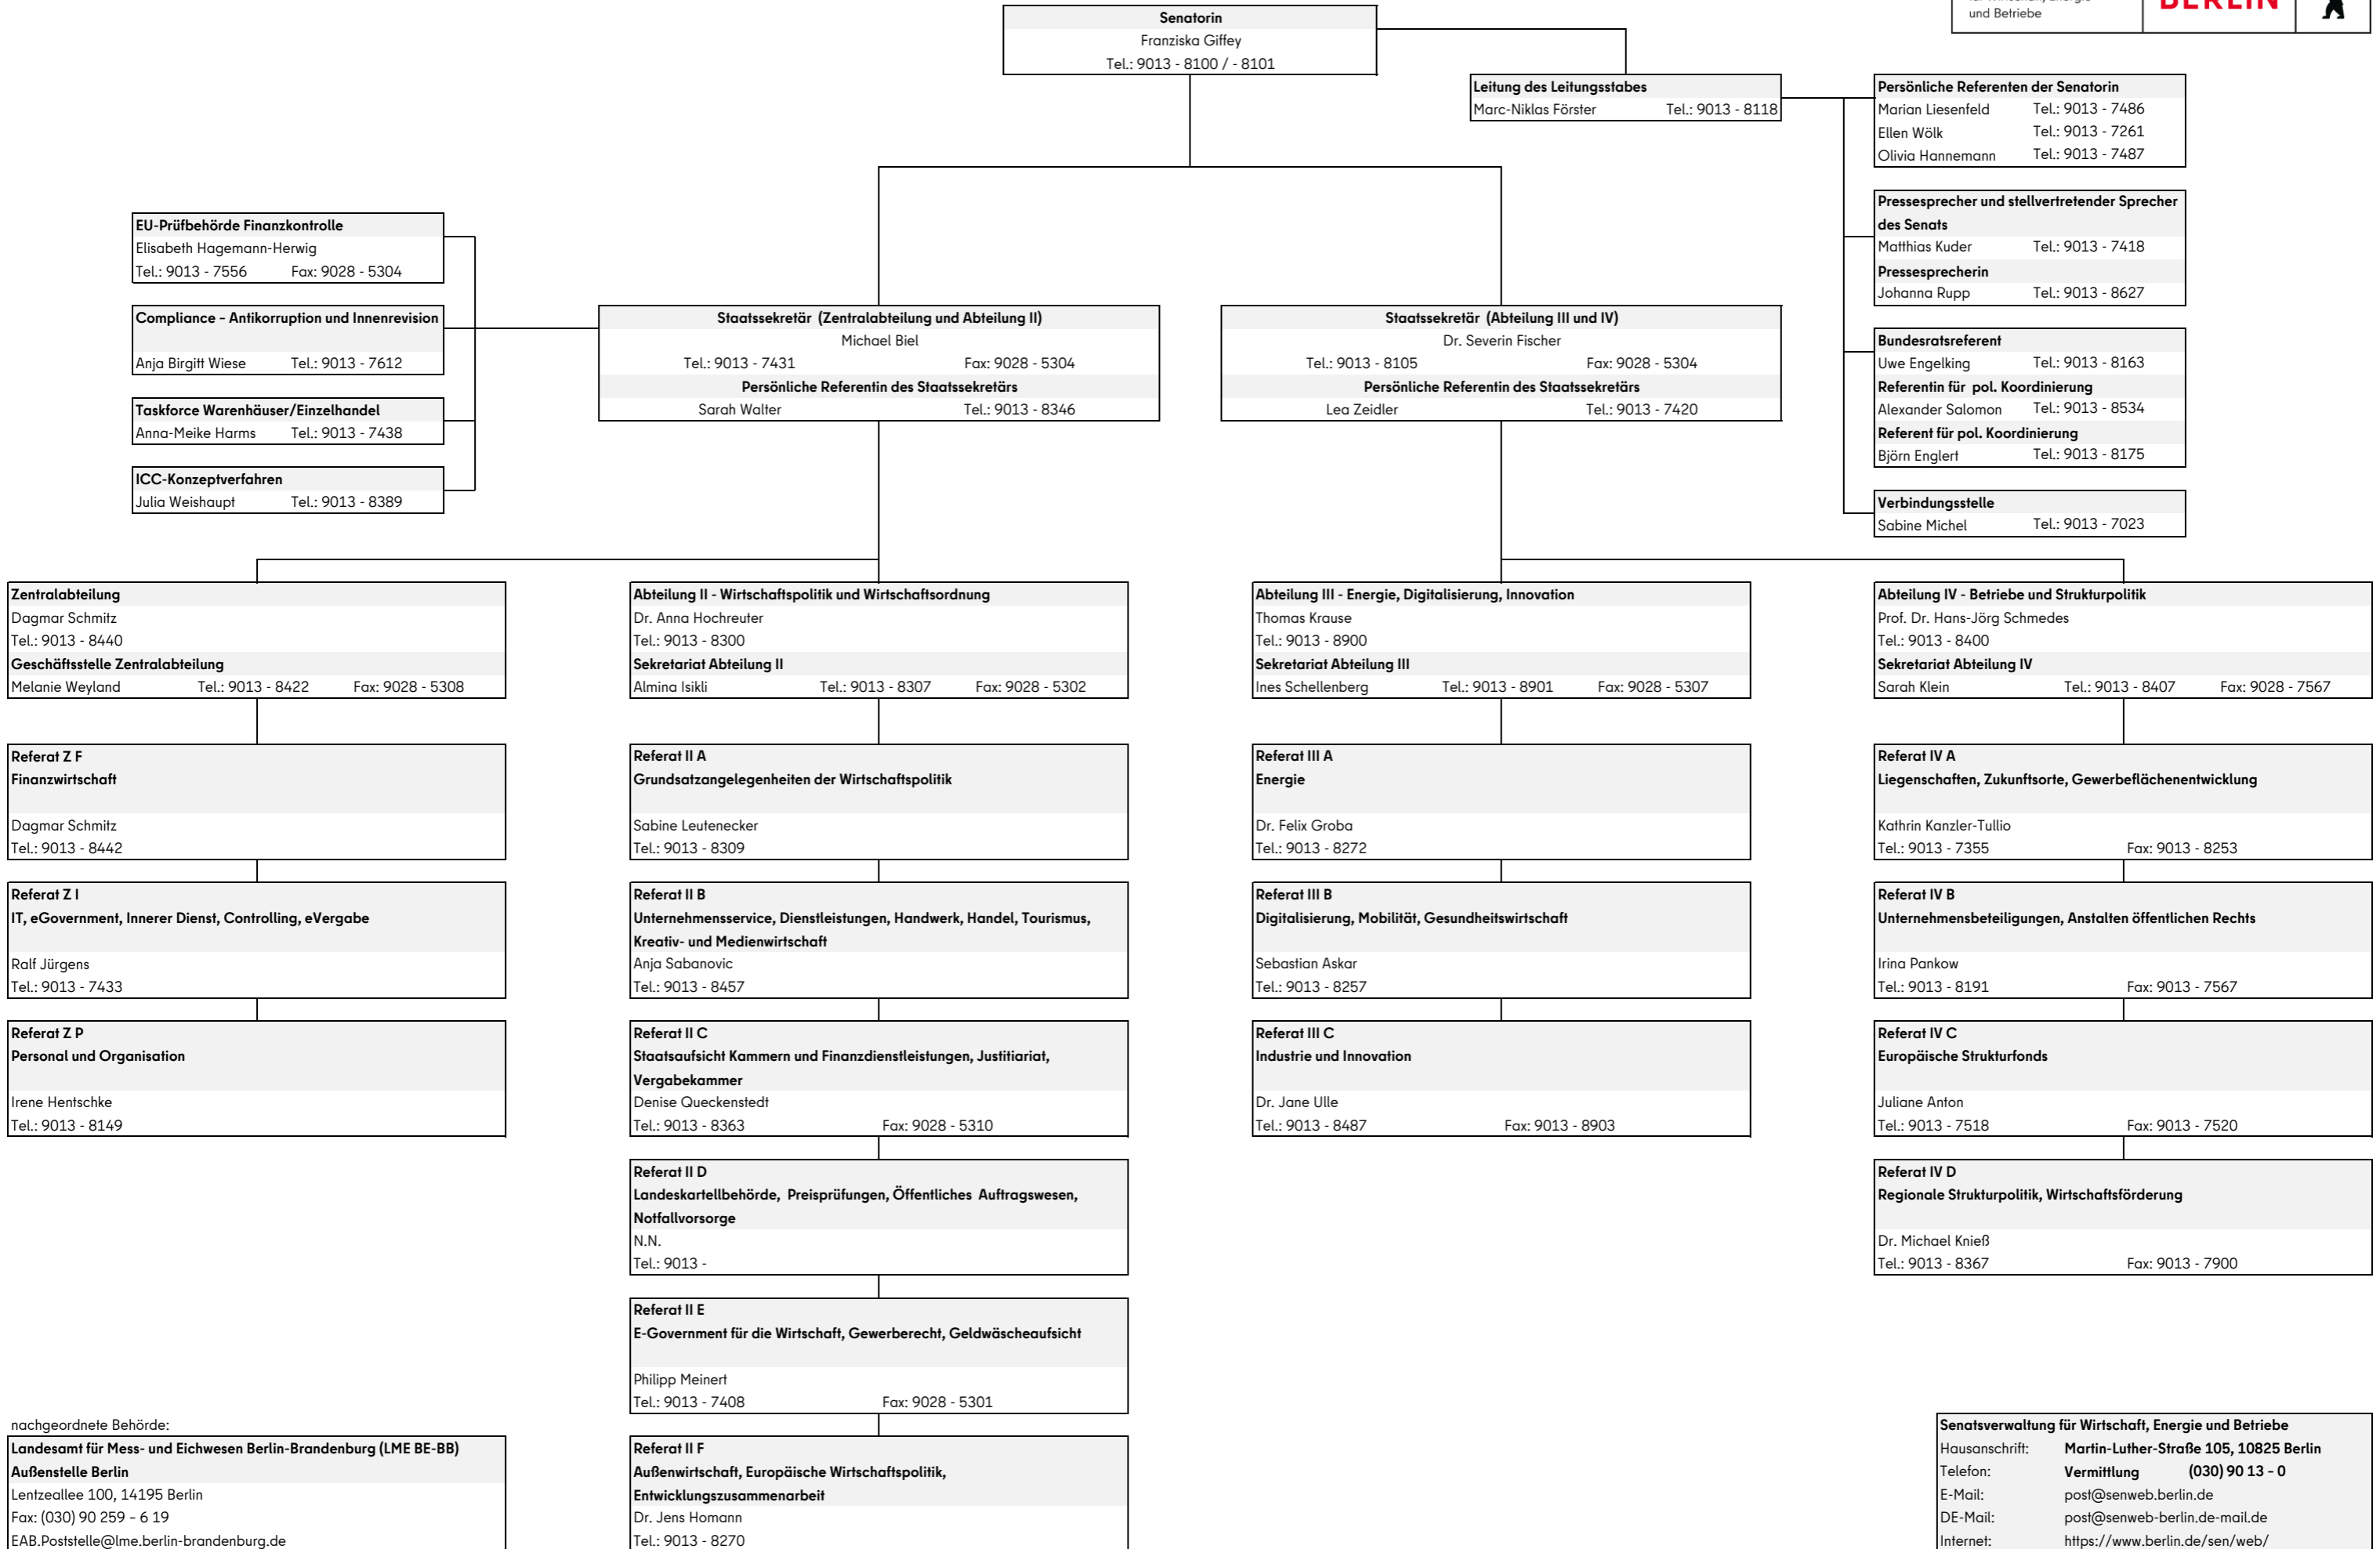 Senatorin
Franziska Giffey
Tel.: 9013 - 8100 / - 8101
und Betriebe
BERLIN
Leitung des Leitungsstabes
Marc-Niklas Förster Tel.: 9013 - 8118
Persönliche Referenten der Senatorin
Marian Liesenfeld Tel.: 9013 - 7486
Ellen Wölk Tel.: 9013 - 7261
Olivia Hannemann Tel.: 9013 - 7487
Pressesprecher und stellvertretender Sprecher
des Senats
Matthias Kuder Tel.: 9013 - 7418
Pressesprecherin
Johanna Rupp Tel.: 9013 - 8627
Bundesratsreferent
Uwe Engelking Tel.: 9013 - 8163
Referentin für pol. Koordinierung
Alexander Salomon Tel.: 9013 - 8534
Referent für pol. Koordinierung
Björn Englert Tel.: 9013 - 8175
Verbindungsstelle
Sabine Michel Tel.: 9013 - 7023
EU-Prüfbehörde Finanzkontrolle
Elisabeth Hagemann-Herwig
Tel.: 9013 - 7556 Fax: 9028 - 5304
Compliance – Antikorruption und Innenrevision
Anja Birgitt Wiese Tel.: 9013 - 7612
Taskforce Warenhäuser/Einzelhandel
Anna-Meike Harms Tel.: 9013 - 7438
ICC-Konzeptverfahren
Julia Weishaupt Tel.: 9013 - 8389
Staatssekretär (Zentralabteilung und Abteilung II)
Michael Biel
Tel.: 9013 - 7431 Fax: 9028 - 5304
Persönliche Referentin des Staatssekretärs
Sarah Walter Tel.: 9013 - 8346
Staatssekretär (Abteilung III und IV)
Dr. Severin Fischer
Tel.: 9013 - 8105 Fax: 9028 - 5304
Persönliche Referentin des Staatssekretärs
Lea Zeidler Tel.: 9013 - 7420
Zentralabteilung
Dagmar Schmitz
Tel.: 9013 - 8440
Geschäftsstelle Zentralabteilung
Melanie Weyland Tel.: 9013 - 8422 Fax: 9028 - 5308
Referat Z F
Finanzwirtschaft
Dagmar Schmitz
Tel.: 9013 - 8442
Referat Z I
IT, eGovernment, Innerer Dienst, Controlling, eVergabe
Ralf Jürgens
Tel.: 9013 - 7433
Referat Z P
Personal und Organisation
Irene Hentschke
Tel.: 9013 - 8149
Abteilung II - Wirtschaftspolitik und Wirtschaftsordnung
Dr. Anna Hochreuter
Tel.: 9013 - 8300
Sekretariat Abteilung II
Almina Isikli Tel.: 9013 - 8307 Fax: 9028 - 5302
Referat II A
Grundsatzangelegenheiten der Wirtschaftspolitik
Sabine Leutenecker
Tel.: 9013 - 8309
Referat II B
Unternehmensservice, Dienstleistungen, Handwerk, Handel, Tourismus,
Kreativ- und Medienwirtschaft
Anja Sabanovic
Tel.: 9013 - 8457
Referat II C
Staatsaufsicht Kammern und Finanzdienstleistungen, Justitiariat,
Vergabekammer
Denise Queckenstedt
Tel.: 9013 - 8363 Fax: 9028 - 5310
Referat II D
Landeskartellbehörde, Preisprüfungen, Öffentliches Auftragswesen,
Notfallvorsorge
N.N.
Tel.: 9013 -
Referat II E
E-Government für die Wirtschaft, Gewerberecht, Geldwäscheaufsicht
Philipp Meinert
Tel.: 9013 - 7408 Fax: 9028 - 5301
Referat II F
Außenwirtschaft, Europäische Wirtschaftspolitik,
Entwicklungszusammenarbeit
Dr. Jens Homann
Tel.: 9013 - 8270
Abteilung III - Energie, Digitalisierung, Innovation
Thomas Krause
Tel.: 9013 - 8900
Sekretariat Abteilung III
Ines Schellenberg Tel.: 9013 - 8901 Fax: 9028 - 5307
Referat III A
Energie
Dr. Felix Groba
Tel.: 9013 - 8272
Referat III B
Digitalisierung, Mobilität, Gesundheitswirtschaft
Sebastian Askar
Tel.: 9013 - 8257
Referat III C
Industrie und Innovation
Dr. Jane Ulle
Tel.: 9013 - 8487 Fax: 9013 - 8903
Abteilung IV - Betriebe und Strukturpolitik
Prof. Dr. Hans-Jörg Schmedes
Tel.: 9013 - 8400
Sekretariat Abteilung IV
Sarah Klein Tel.: 9013 - 8407 Fax: 9028 - 7567
Referat IV A
Liegenschaften, Zukunftsorte, Gewerbeflächenentwicklung
Kathrin Kanzler-Tullio
Tel.: 9013 - 7355 Fax: 9013 - 8253
Referat IV B
Unternehmensbeteiligungen, Anstalten öffentlichen Rechts
Irina Pankow
Tel.: 9013 - 8191 Fax: 9013 - 7567
Referat IV C
Europäische Strukturfonds
Juliane Anton
Tel.: 9013 - 7518 Fax: 9013 - 7520
Referat IV D
Regionale Strukturpolitik, Wirtschaftsförderung
Dr. Michael Knieß
Tel.: 9013 - 8367 Fax: 9013 - 7900
nachgeordnete Behörde:
Landesamt für Mess- und Eichwesen Berlin-Brandenburg (LME BE-BB)
Außenstelle Berlin
Lentzeallee 100, 14195 Berlin
Fax: (030) 90 259 – 6 19
EAB.Poststelle@lme.berlin-brandenburg.de
Senatsverwaltung für Wirtschaft, Energie und Betriebe
Hausanschrift: Martin-Luther-Straße 105, 10825 Berlin
Telefon: Vermittlung (030) 90 13 – 0
E-Mail: post@senweb.berlin.de
DE-Mail: post@senweb-berlin.de-mail.de
Internet: https://www.berlin.de/sen/web/